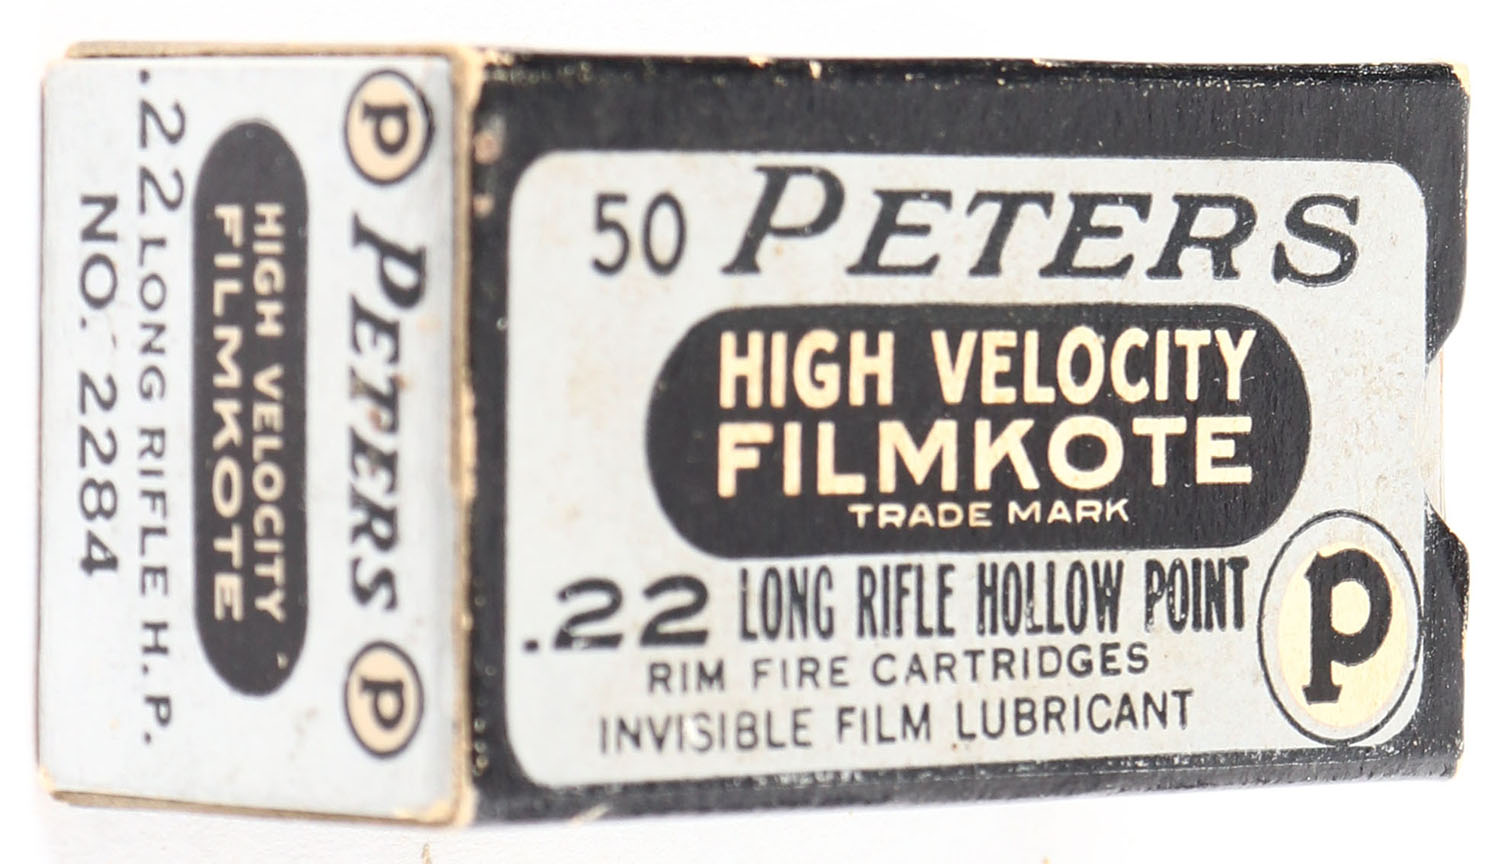 P PETERS P
HIGH VELOCITY
FILMKOTE
.22 LONG RIFLE H.P.
NO. 2284
50 PETERS
HIGH VELOCITY
FILMKOTE
TRADE MARK
.22 LONG RIFLE HOLLOW POINT
RIM FIRE CARTRIDGES
INVISIBLE FILM LUBRICANT
P